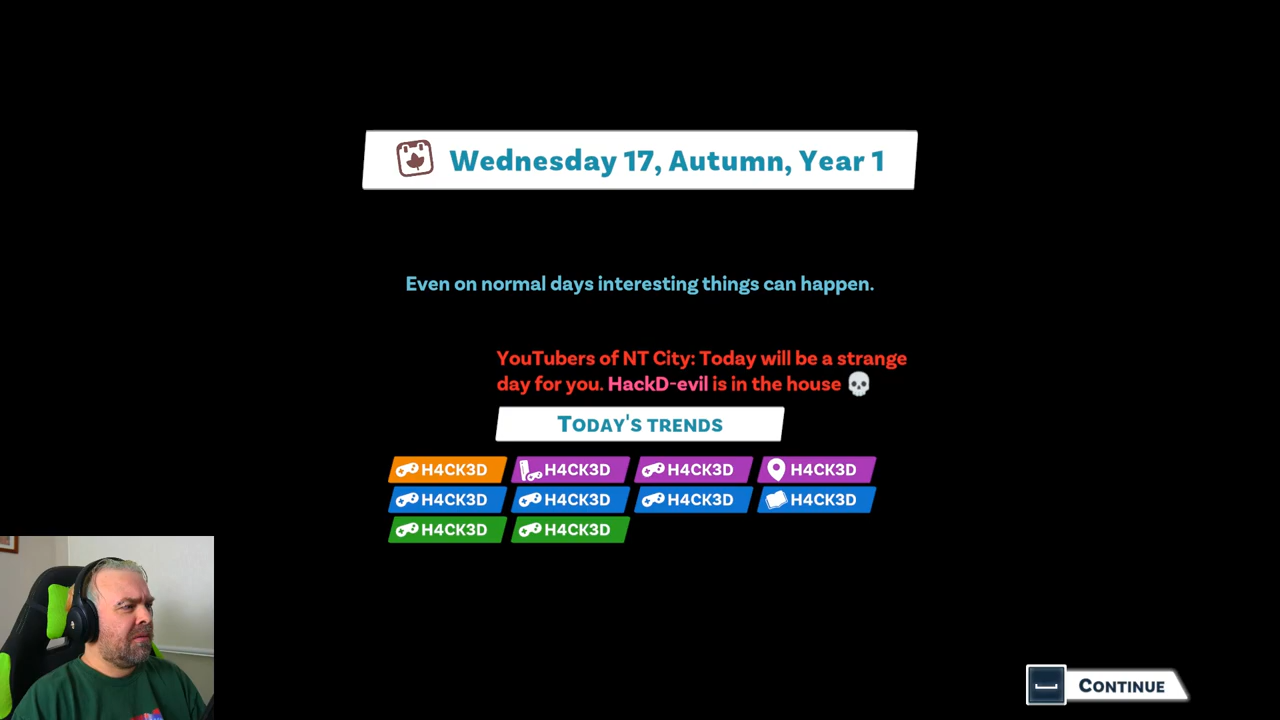 Wednesday 17, Autumn, Year 1
Even on normal days interesting things can happen.
YouTubers of NT City: Today will be a strange
day for you. HackD-evil is in the house 💀
TODAY'S TRENDS
H4CK3D H4CK3D H4CK3D H4CK3D
H4CK3D H4CK3D H4CK3D H4CK3D
H4CK3D H4CK3D
CONTINUE